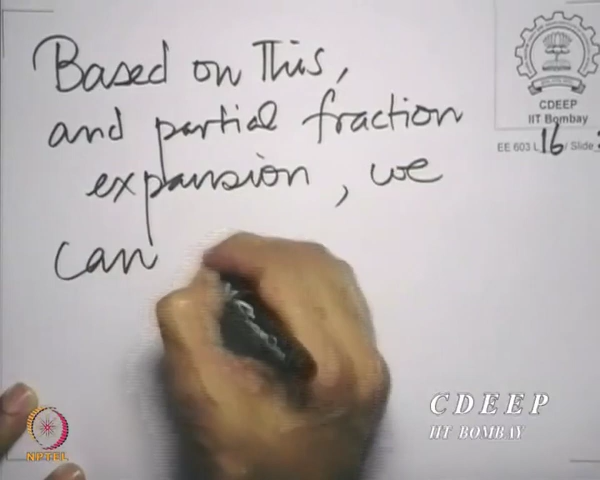 Based on This,
and partial fraction
expansion, we
can
CDEEP
IIT Bombay
EE 603 L 16 / Slide
CDEEP
IIT BOMBAY
NPTEL